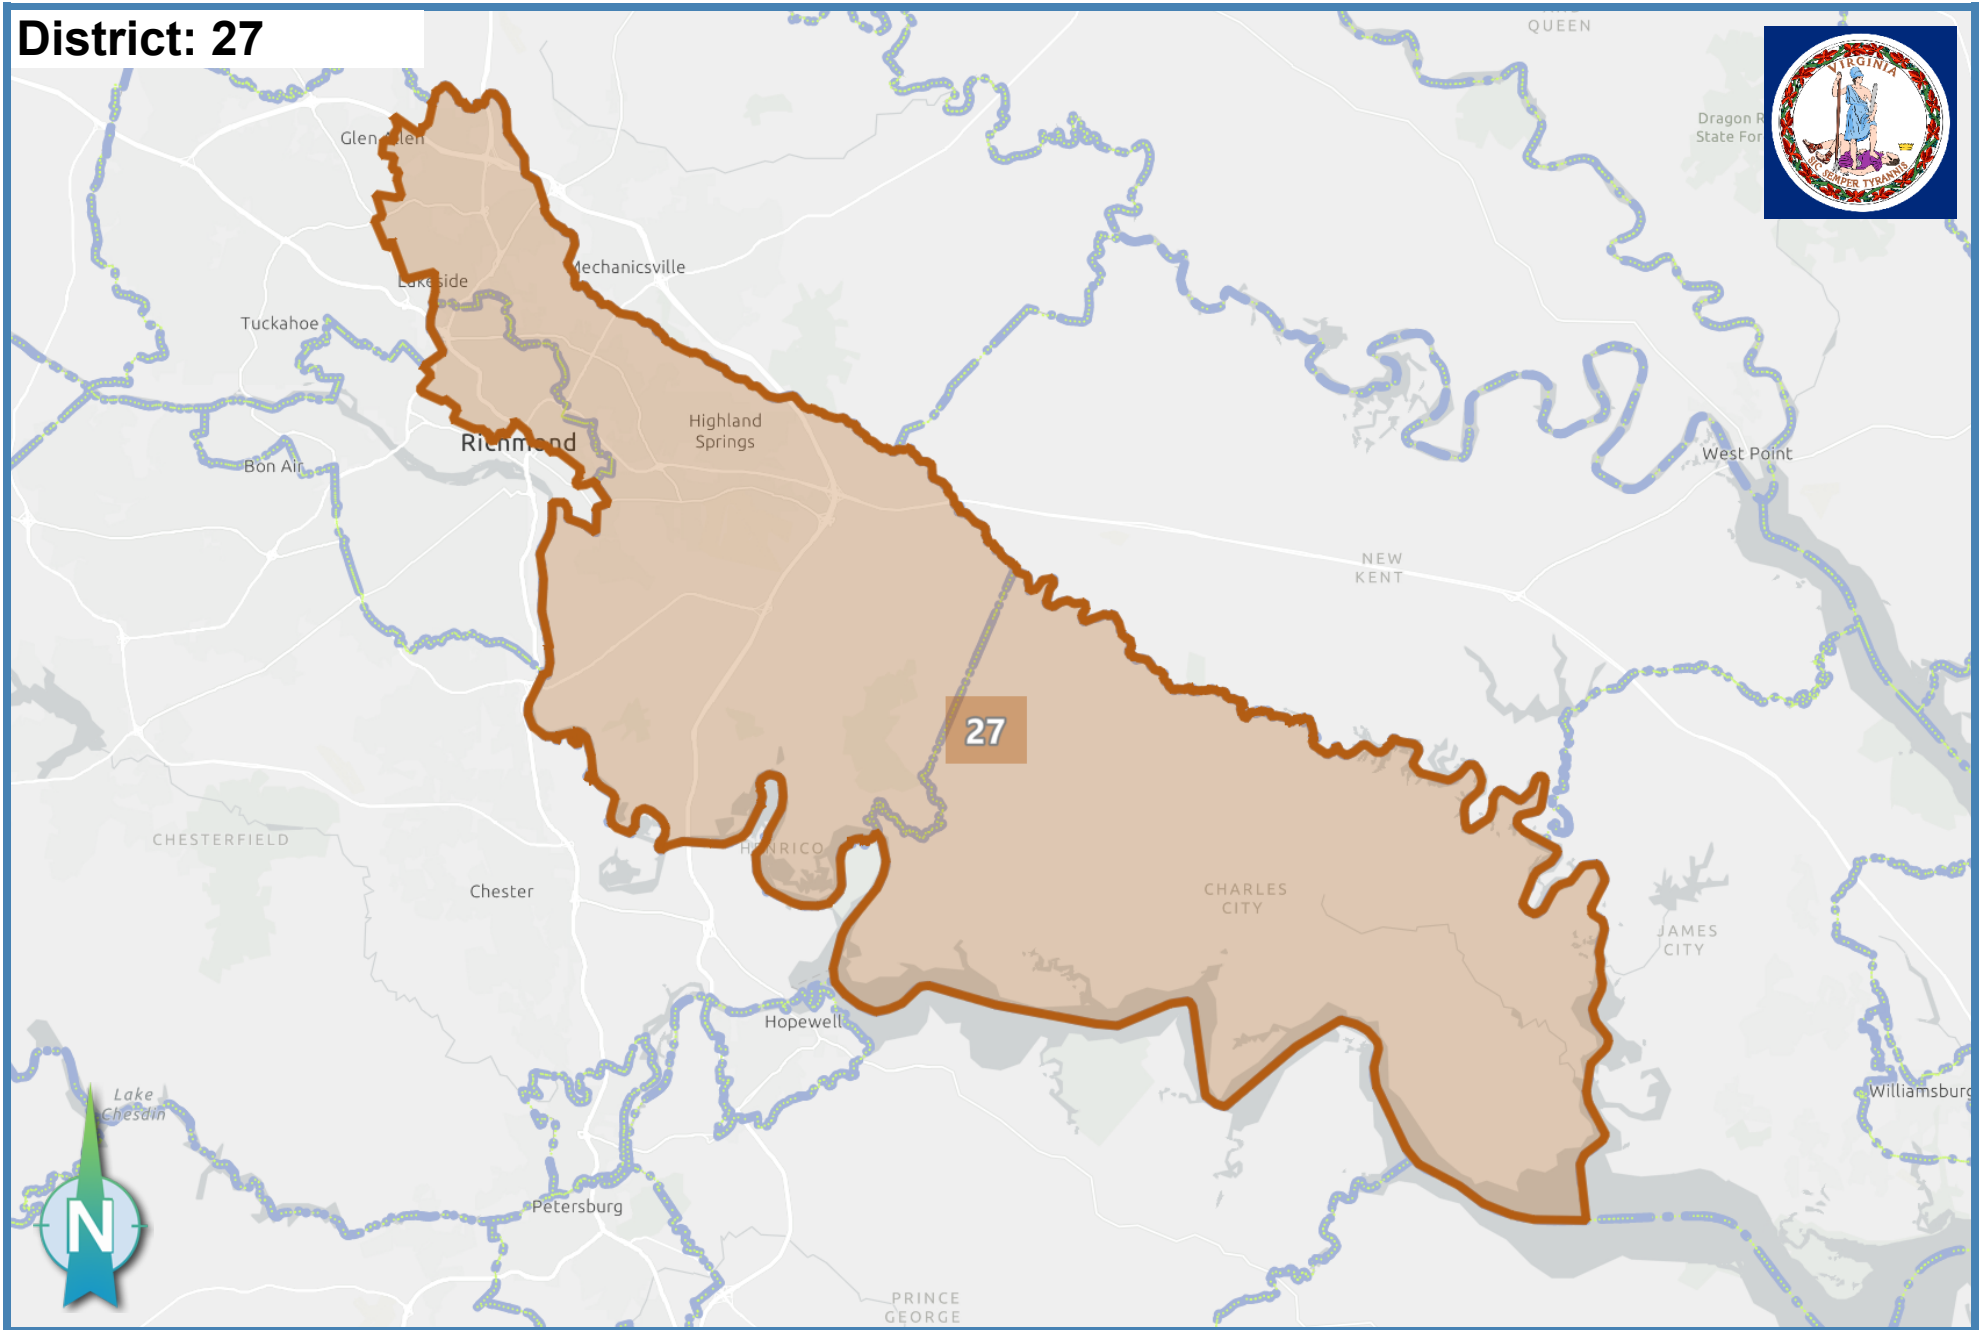 District: 27
QUEEN
VIRGINIA
SIC SEMPER TYRANNIS
Dragon R
State For
Glen Allen
Mechanicsville
Lakeside
Tuckahoe
Highland
Springs
Richmond
Bon Air
West Point
NEW
KENT
27
CHESTERFIELD
HENRICO
Chester
CHARLES
CITY
JAMES
CITY
Hopewell
Lake
Chesdin
Williamsburg
N
Petersburg
PRINCE
GEORGE